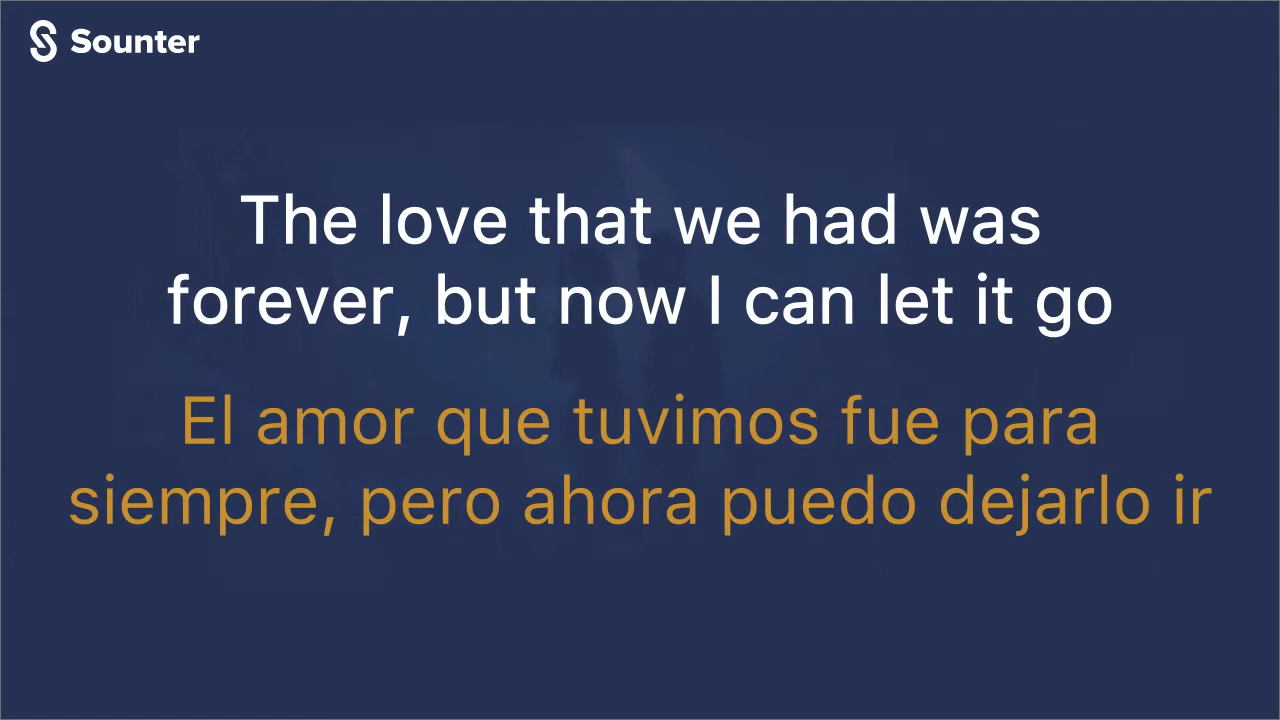 Sounter
The love that we had was
forever, but now I can let it go
El amor que tuvimos fue para
siempre, pero ahora puedo dejarlo ir